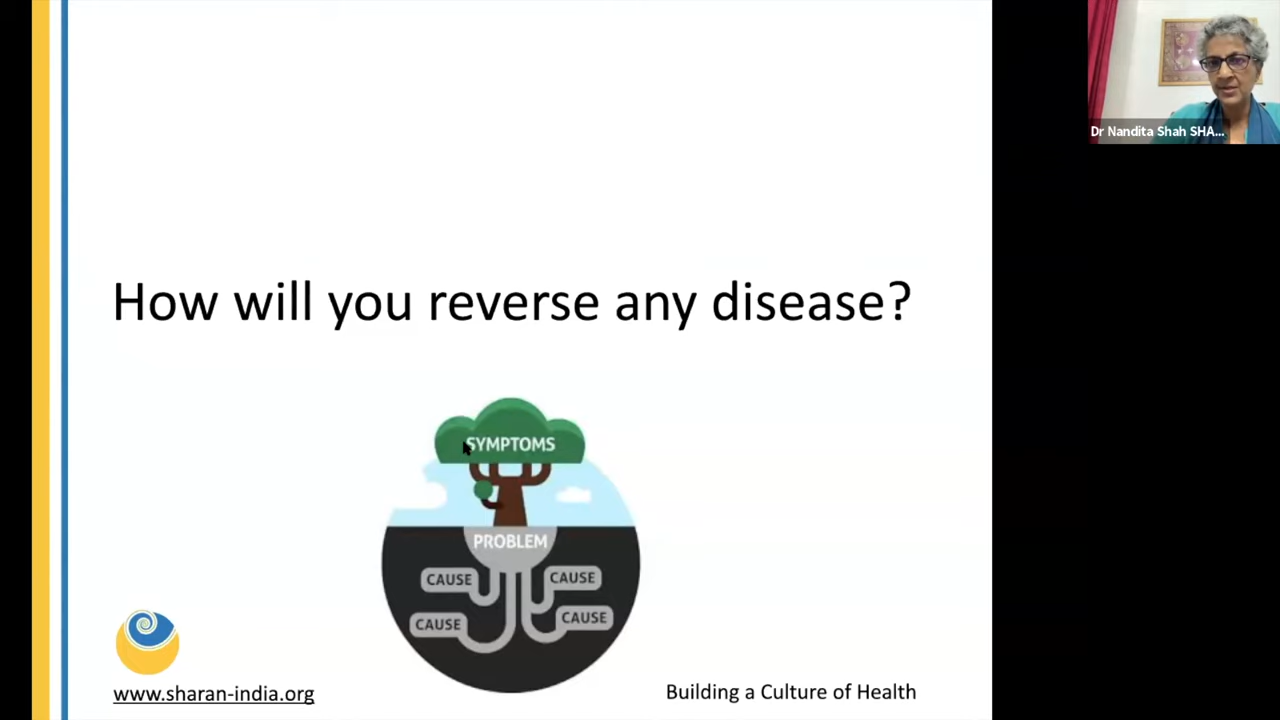 Dr Nandita Shah SHA...
How will you reverse any disease?
SYMPTOMS
PROBLEM
CAUSE CAUSE
CAUSE CAUSE
www.sharan-india.org
Building a Culture of Health